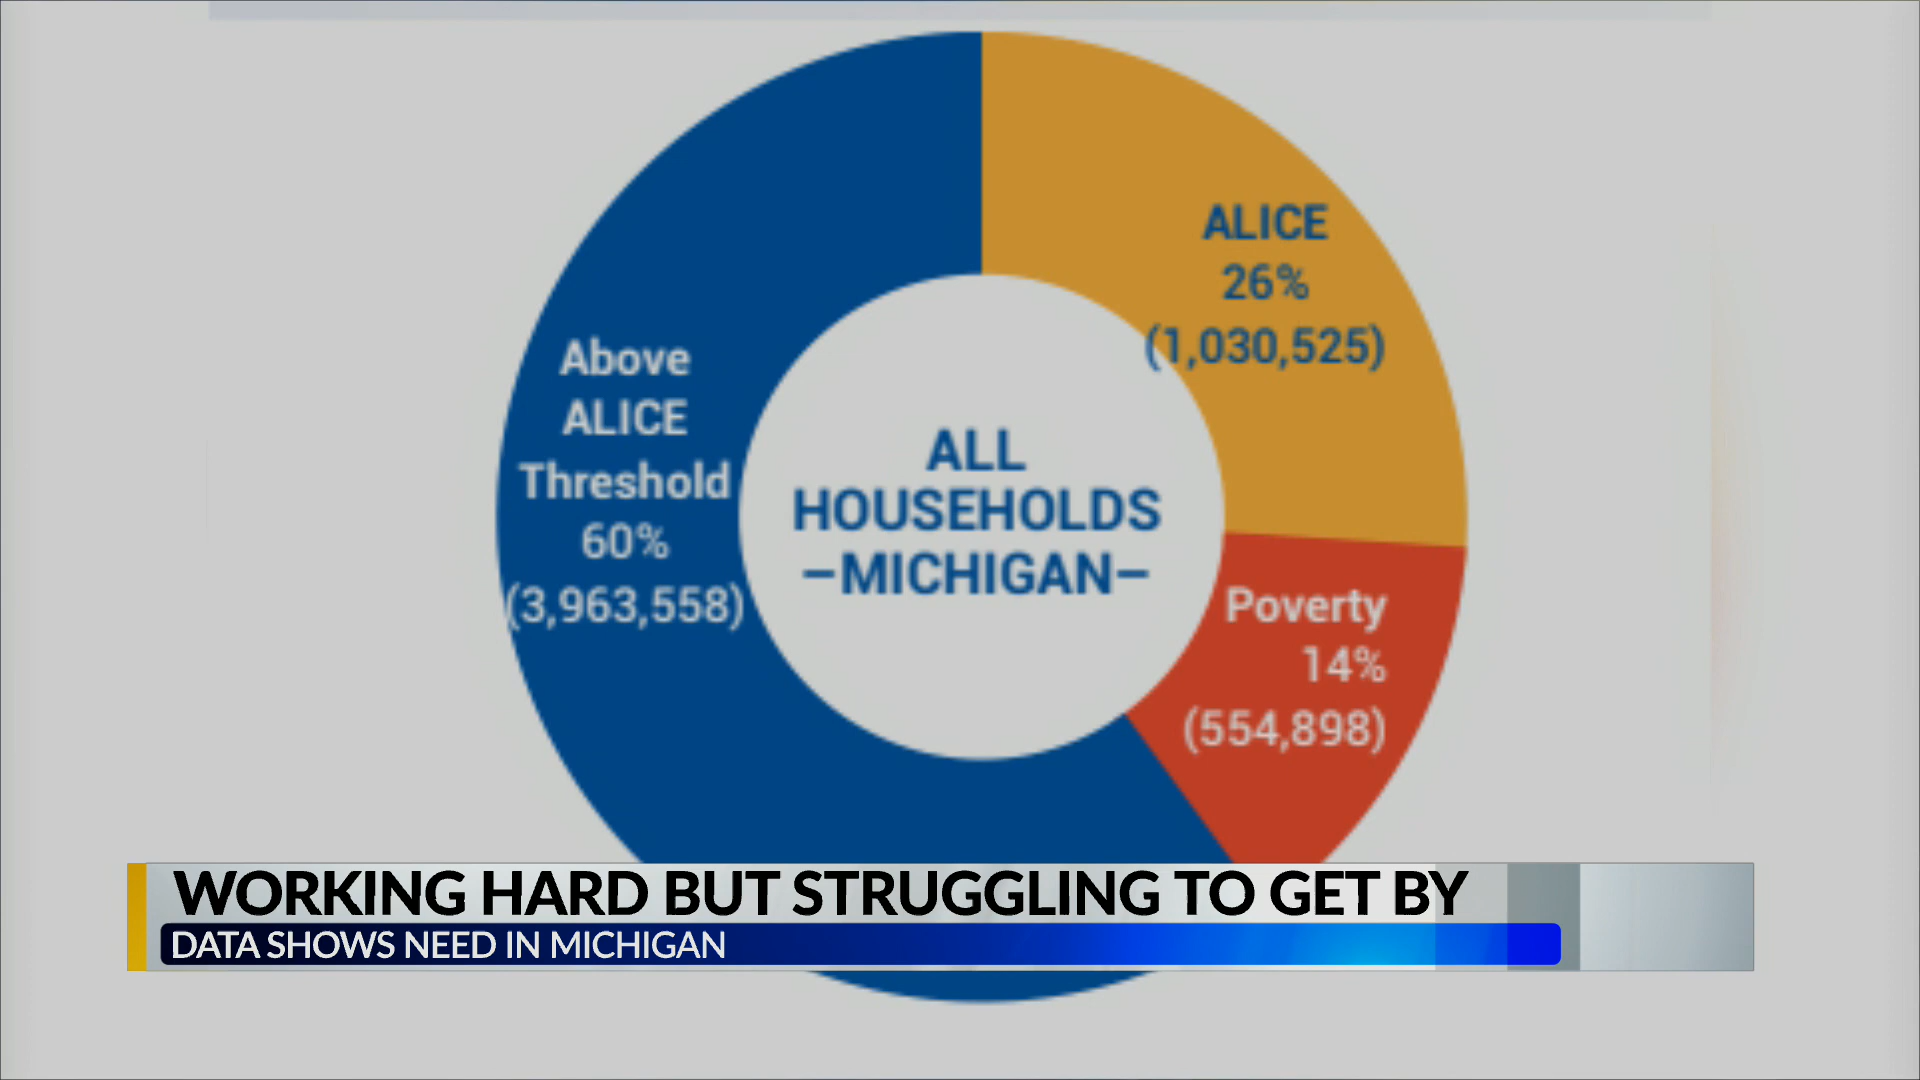 ALICE
26%
(1,030,525)
Above
ALICE
Threshold
60%
(3,963,558)
ALL
HOUSEHOLDS
–MICHIGAN–
Poverty
14%
(554,898)
WORKING HARD BUT STRUGGLING TO GET BY
DATA SHOWS NEED IN MICHIGAN